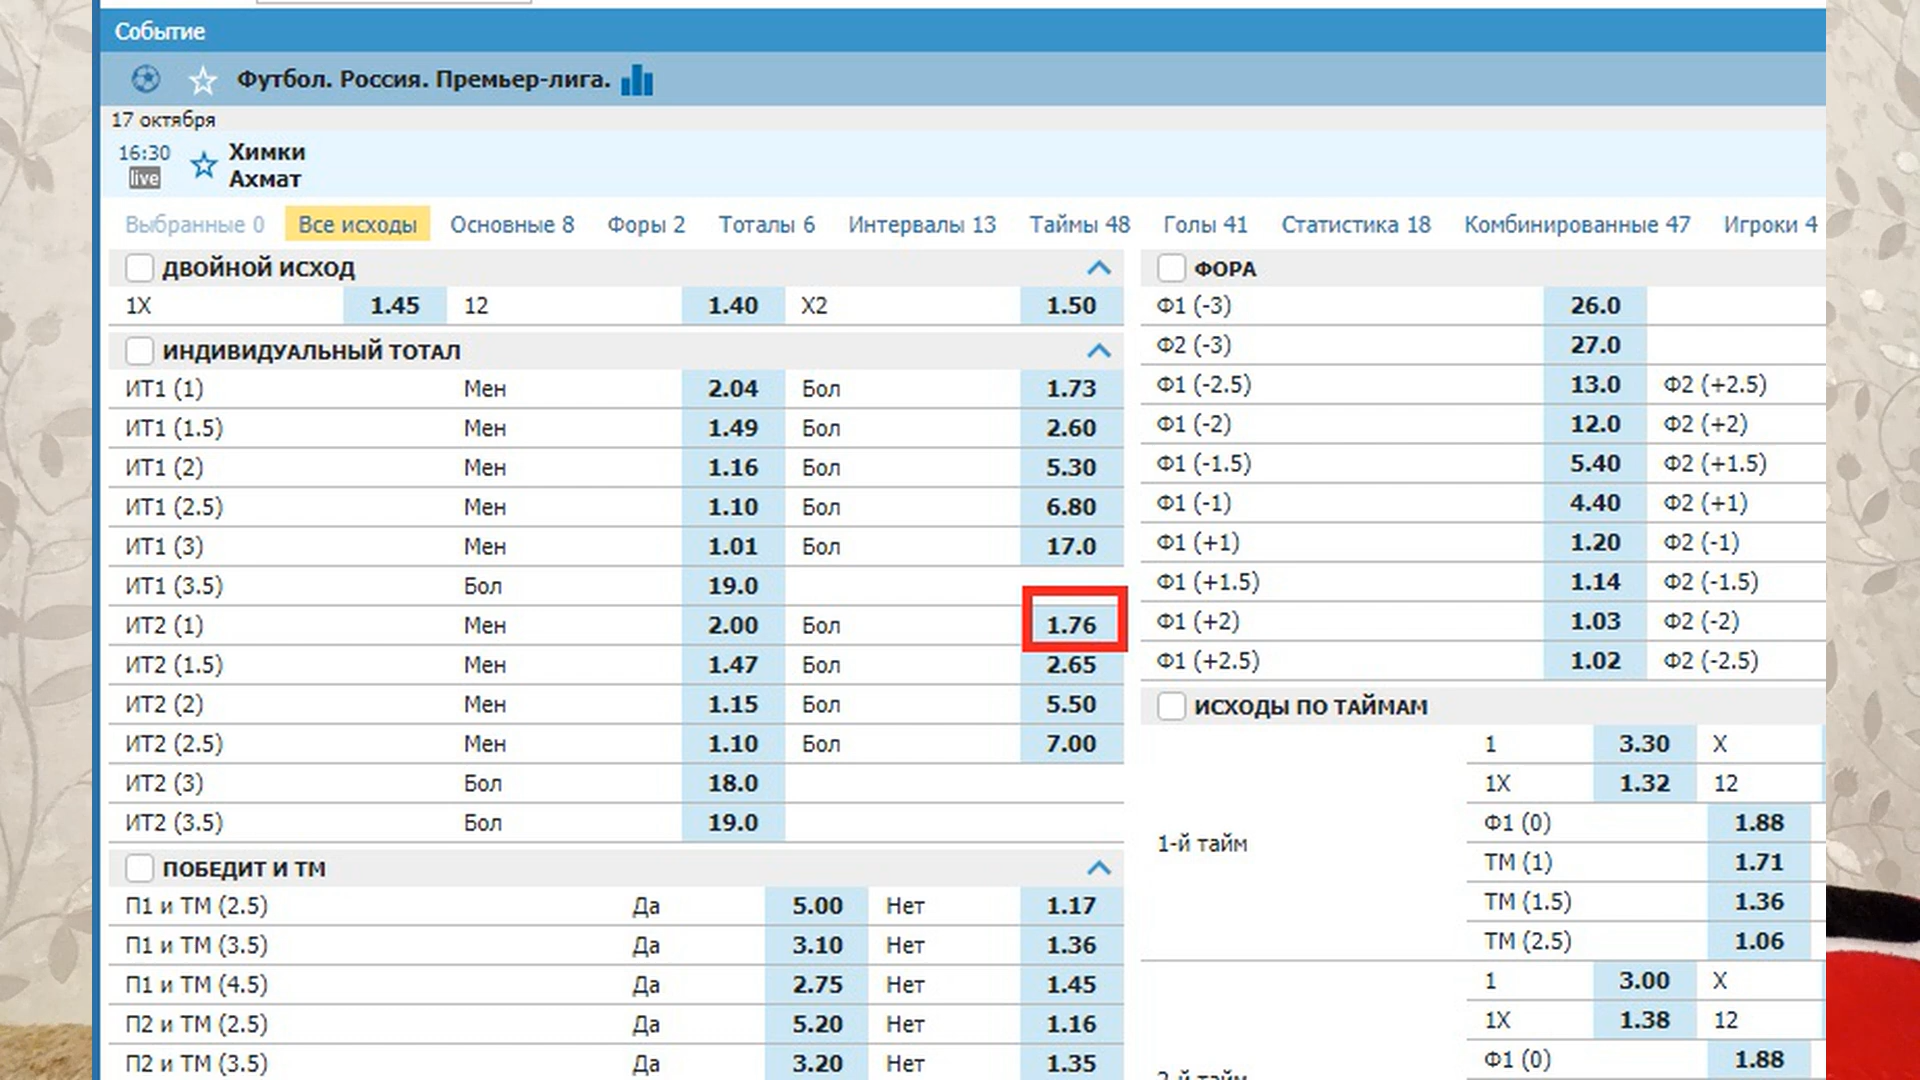 Событие
Футбол. Россия. Премьер-лига.
17 октября
16:30 Химки
live Ахмат
Выбранные 0 Все исходы Основные 8 Форы 2 Тоталы 6 Интервалы 13 Таймы 48 Голы 41 Статистика 18 Комбинированные 47 Игроки 4
ДВОЙНОЙ ИСХОД
1X 1.45 12 1.40 X2 1.50
ИНДИВИДУАЛЬНЫЙ ТОТАЛ
ИТ1 (1) Мен 2.04 Бол 1.73
ИТ1 (1.5) Мен 1.49 Бол 2.60
ИТ1 (2) Мен 1.16 Бол 5.30
ИТ1 (2.5) Мен 1.10 Бол 6.80
ИТ1 (3) Мен 1.01 Бол 17.0
ИТ1 (3.5) Бол 19.0
ИТ2 (1) Мен 2.00 Бол 1.76
ИТ2 (1.5) Мен 1.47 Бол 2.65
ИТ2 (2) Мен 1.15 Бол 5.50
ИТ2 (2.5) Мен 1.10 Бол 7.00
ИТ2 (3) Бол 18.0
ИТ2 (3.5) Бол 19.0
ПОБЕДИТ И ТМ
П1 и ТМ (2.5) Да 5.00 Нет 1.17
П1 и ТМ (3.5) Да 3.10 Нет 1.36
П1 и ТМ (4.5) Да 2.75 Нет 1.45
П2 и ТМ (2.5) Да 5.20 Нет 1.16
П2 и ТМ (3.5) Да 3.20 Нет 1.35
ФОРА
Ф1 (-3) 26.0
Ф2 (-3) 27.0
Ф1 (-2.5) 13.0 Ф2 (+2.5)
Ф1 (-2) 12.0 Ф2 (+2)
Ф1 (-1.5) 5.40 Ф2 (+1.5)
Ф1 (-1) 4.40 Ф2 (+1)
Ф1 (+1) 1.20 Ф2 (-1)
Ф1 (+1.5) 1.14 Ф2 (-1.5)
Ф1 (+2) 1.03 Ф2 (-2)
Ф1 (+2.5) 1.02 Ф2 (-2.5)
ИСХОДЫ ПО ТАЙМАМ
1-й тайм
1 3.30 X
1X 1.32 12
Ф1 (0) 1.88
ТМ (1) 1.71
ТМ (1.5) 1.36
ТМ (2.5) 1.06
2-й тайм
1 3.00 X
1X 1.38 12
Ф1 (0) 1.88